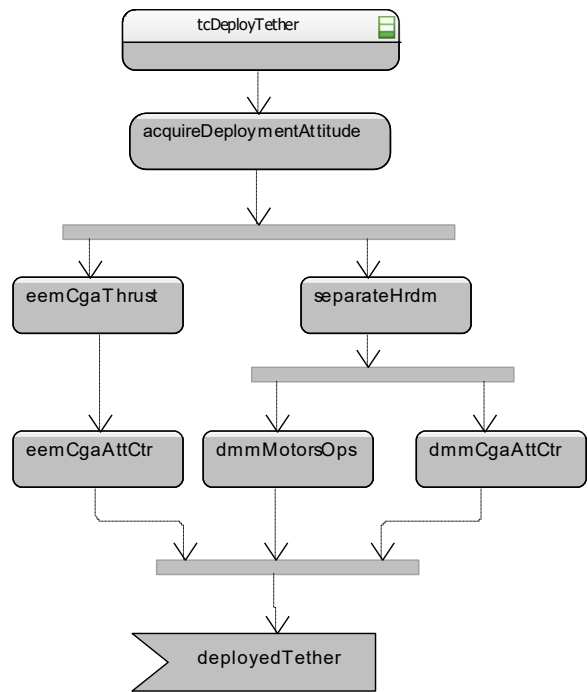 tcDeployTether
acquireDeploymentAttitude
eemCgaThrust
separateHrdm
eemCgaAttCtr
dmmMotorsOps
dmmCgaAttCtr
deployedTether